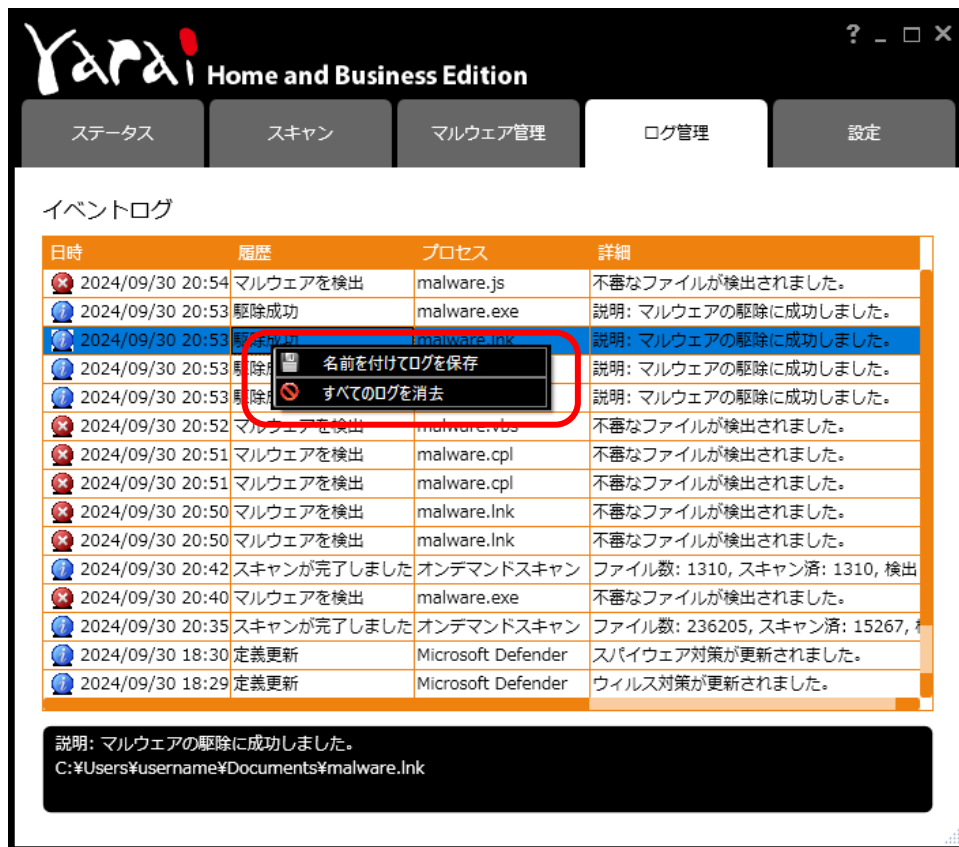 Yarai Home and Business Edition
? _ □ ×
ステータス スキャン マルウェア管理 ログ管理 設定
イベントログ
日時 履歴 プロセス 詳細
2024/09/30 20:54 マルウェアを検出 malware.js 不審なファイルが検出されました。
2024/09/30 20:53 駆除成功 malware.exe 説明: マルウェアの駆除に成功しました。
2024/09/30 20:53 駆除成功 malware.lnk 説明: マルウェアの駆除に成功しました。
名前を付けてログを保存
2024/09/30 20:53 駆除 説明: マルウェアの駆除に成功しました。
すべてのログを消去
2024/09/30 20:53 駆除 説明: マルウェアの駆除に成功しました。
2024/09/30 20:52 マルウェアを検出 malware.vbs 不審なファイルが検出されました。
2024/09/30 20:51 マルウェアを検出 malware.cpl 不審なファイルが検出されました。
2024/09/30 20:51 マルウェアを検出 malware.cpl 不審なファイルが検出されました。
2024/09/30 20:50 マルウェアを検出 malware.lnk 不審なファイルが検出されました。
2024/09/30 20:50 マルウェアを検出 malware.lnk 不審なファイルが検出されました。
2024/09/30 20:42 スキャンが完了しました オンデマンドスキャン ファイル数: 1310, スキャン済: 1310, 検出
2024/09/30 20:40 マルウェアを検出 malware.exe 不審なファイルが検出されました。
2024/09/30 20:35 スキャンが完了しました オンデマンドスキャン ファイル数: 236205, スキャン済: 15267,
2024/09/30 18:30 定義更新 Microsoft Defender スパイウェア対策が更新されました。
2024/09/30 18:29 定義更新 Microsoft Defender ウィルス対策が更新されました。
説明: マルウェアの駆除に成功しました。
C:¥Users¥username¥Documents¥malware.lnk